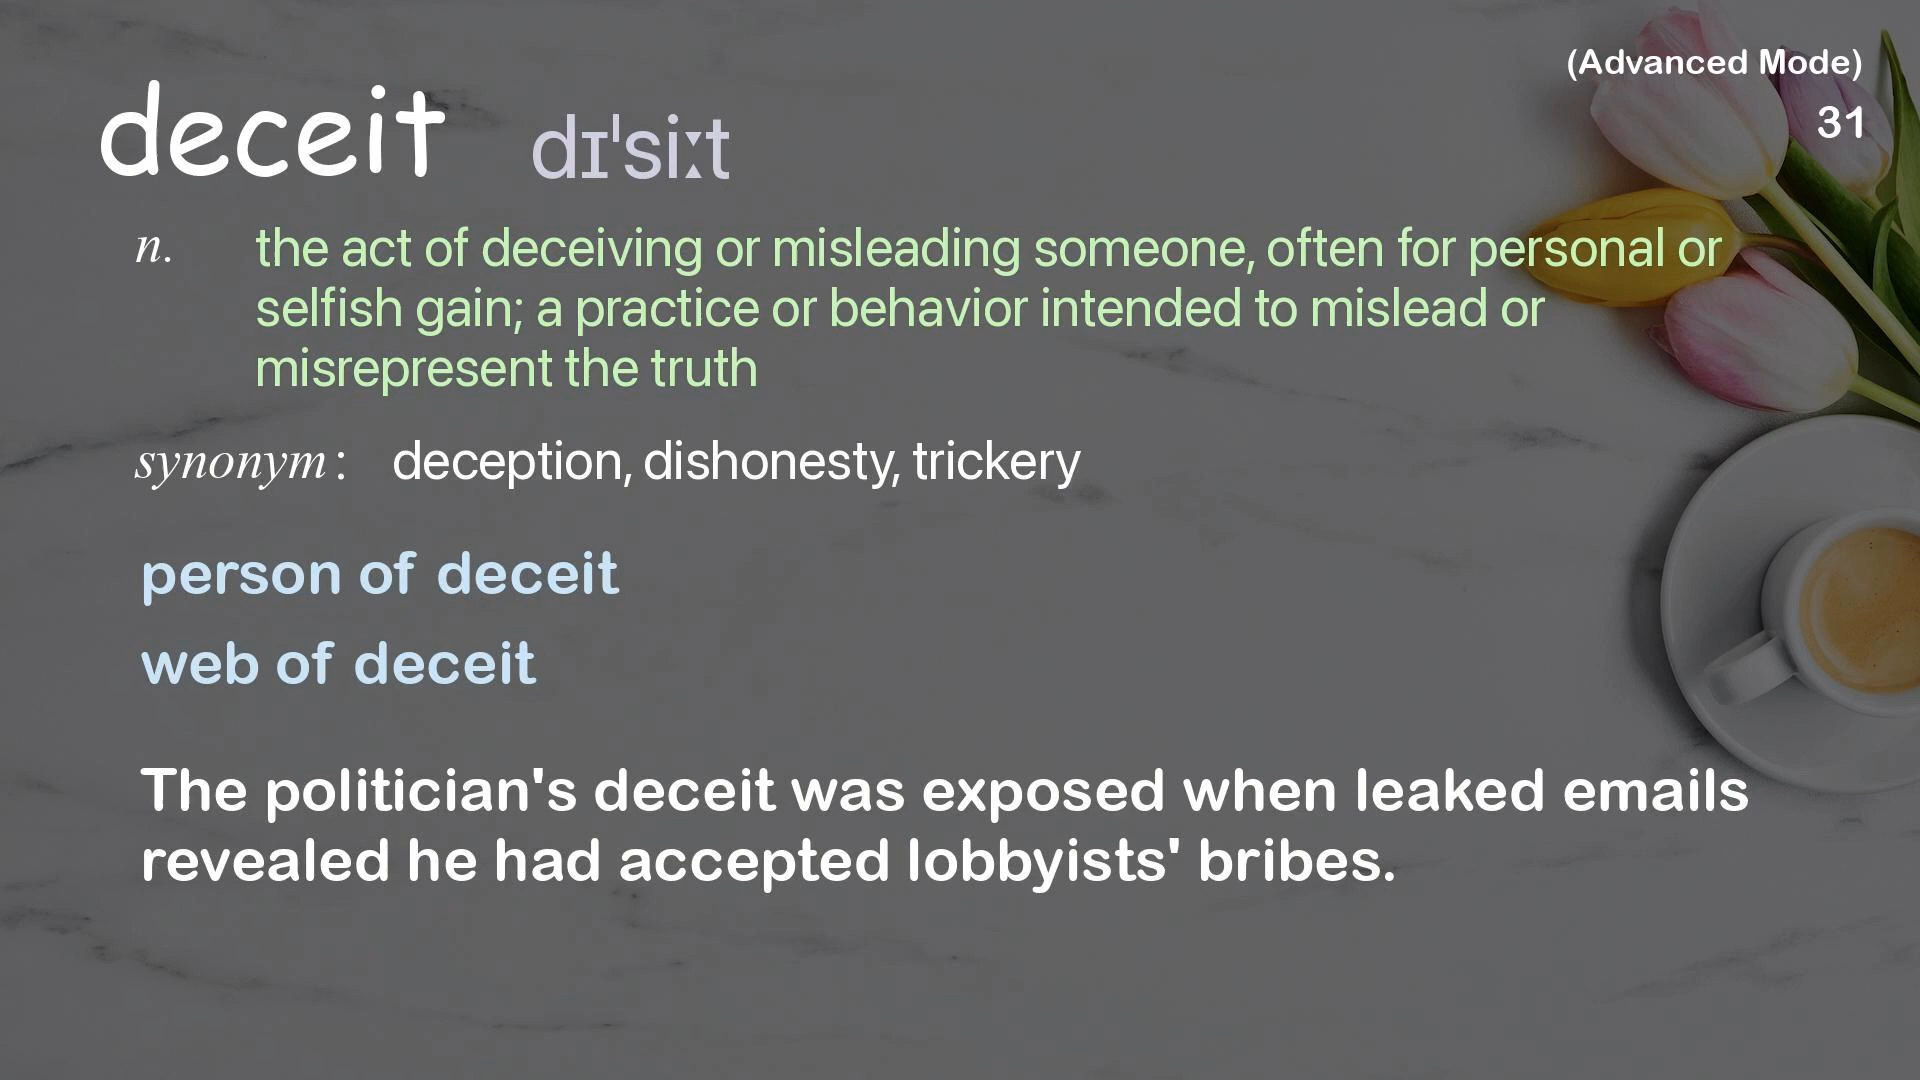 (Advanced Mode)
31
deceit dɪˈsiːt
n. the act of deceiving or misleading someone, often for personal or
selfish gain; a practice or behavior intended to mislead or
misrepresent the truth
synonym: deception, dishonesty, trickery
person of deceit
web of deceit
The politician's deceit was exposed when leaked emails
revealed he had accepted lobbyists' bribes.